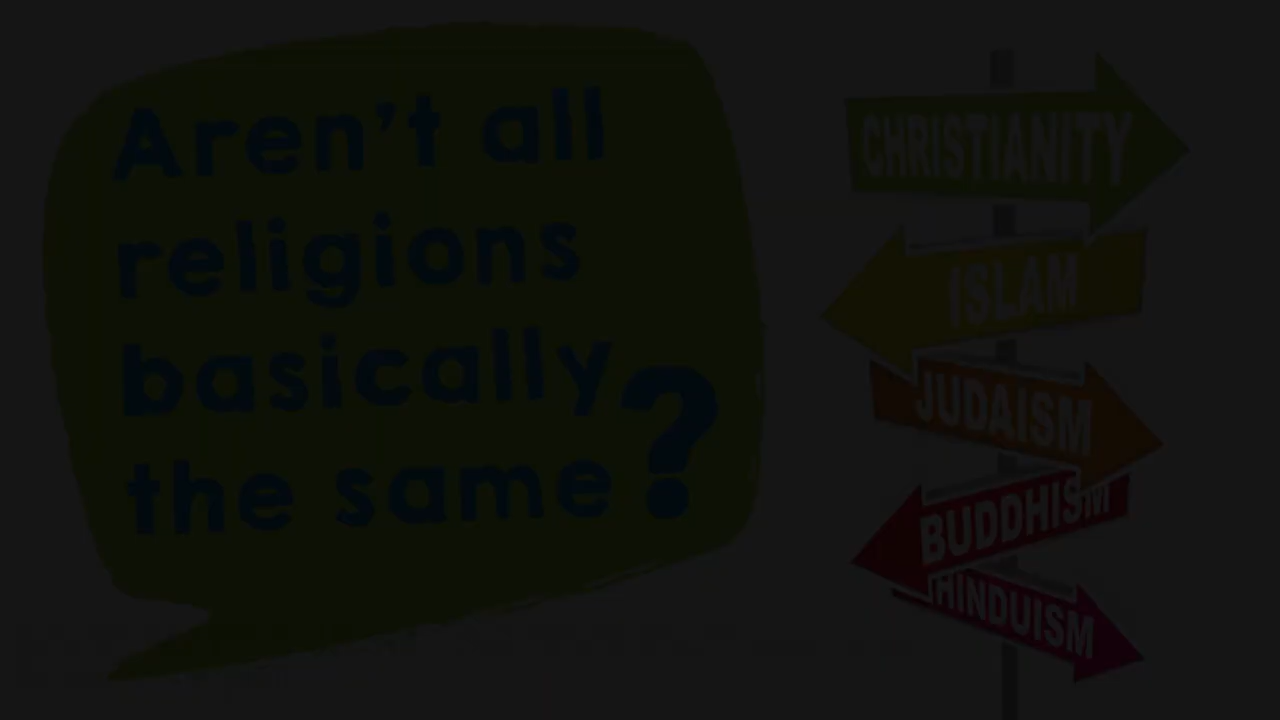 Aren't all
religions
basically
the same?
CHRISTIANITY
ISLAM
JUDAISM
BUDDHISM
HINDUISM